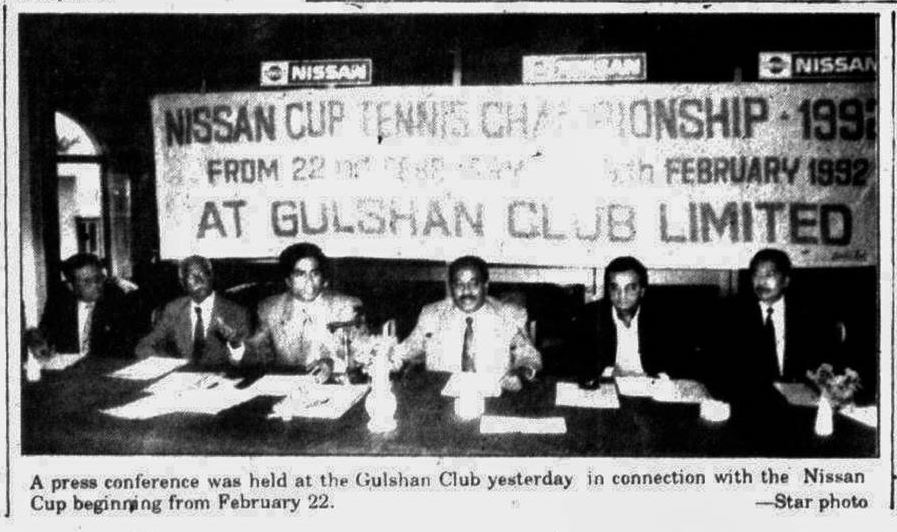 NISSAN
NISSAN
NISSAN
NISSAN CUP TENNIS CHAMPIONSHIP - 1992
FROM 22 FEBRUARY 1992
AT GULSHAN CLUB LIMITED
A press conference was held at the Gulshan Club yesterday in connection with the Nissan
Cup beginning from February 22.
—Star photo